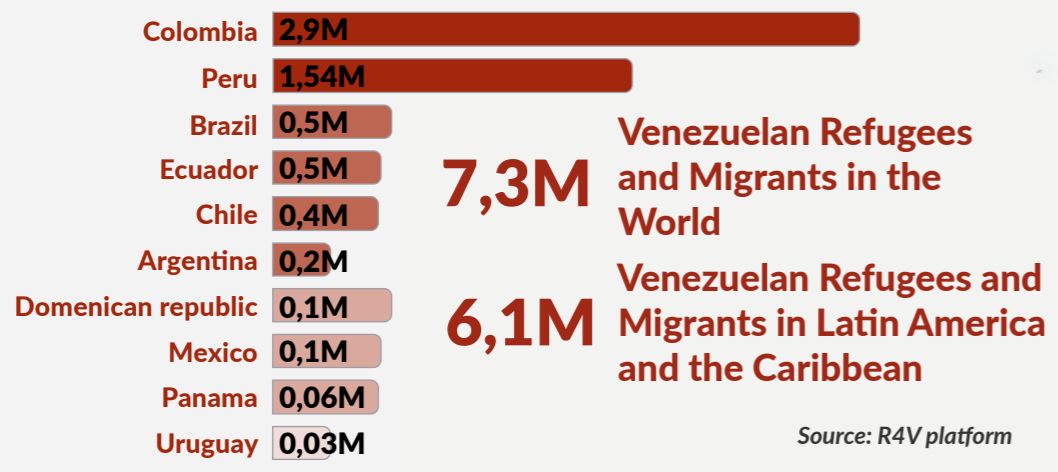 Colombia 2,9M
Peru 1,54M
Brazil 0,5M
Ecuador 0,5M
Chile 0,4M
Argentina 0,2M
Domenican republic 0,1M
Mexico 0,1M
Panama 0,06M
Uruguay 0,03M
7,3M
Venezuelan Refugees
and Migrants in the
World
6,1M
Venezuelan Refugees and
Migrants in Latin America
and the Caribbean
Source: R4V platform